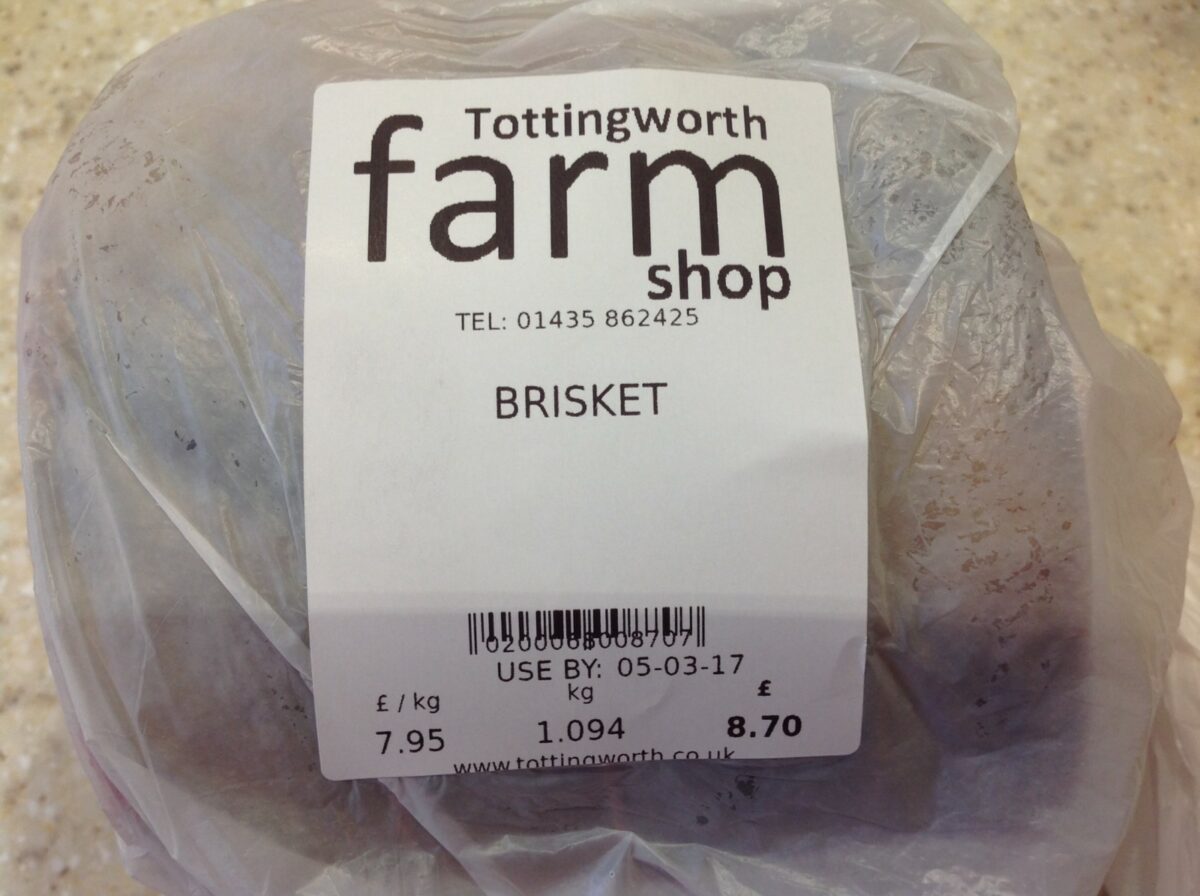 Tottingworth
farm
shop
TEL: 01435 862425
BRISKET
0200088008707
USE BY: 05-03-17
£ / kg kg £
7.95 1.094 8.70
www.tottingworth.co.uk